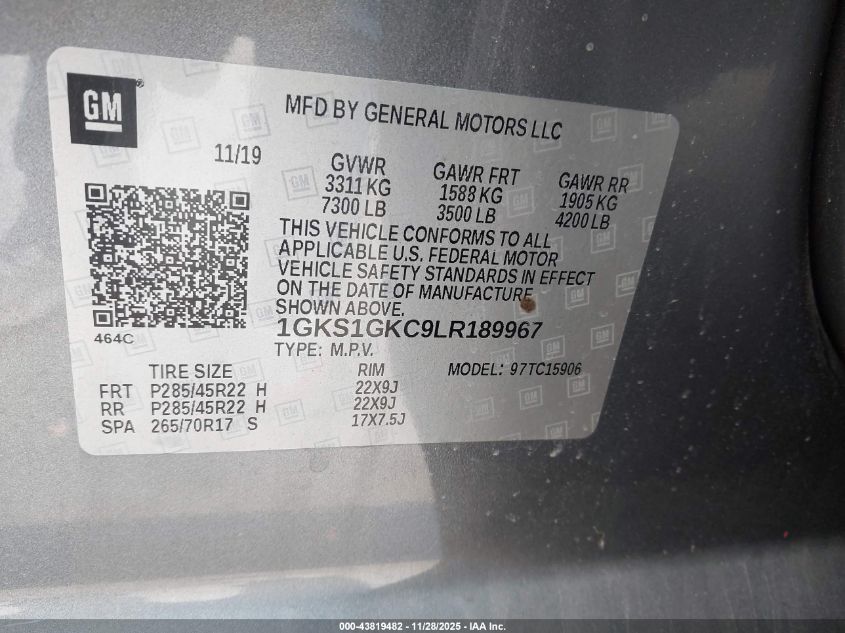 GM®
MFD BY GENERAL MOTORS LLC
11/19
GVWR GAWR FRT GAWR RR
3311 KG 1588 KG 1905 KG
7300 LB 3500 LB 4200 LB
THIS VEHICLE CONFORMS TO ALL
APPLICABLE U.S. FEDERAL MOTOR
VEHICLE SAFETY STANDARDS IN EFFECT
ON THE DATE OF MANUFACTURE
SHOWN ABOVE.
464C
1GKS1GKC9LR189967
TYPE: M.P.V.
TIRE SIZE RIM MODEL: 97TC15906
FRT P285/45R22 H 22X9J
RR P285/45R22 H 22X9J
SPA 265/70R17 S 17X7.5J
000-43819482 - 11/28/2025 - IAA Inc.